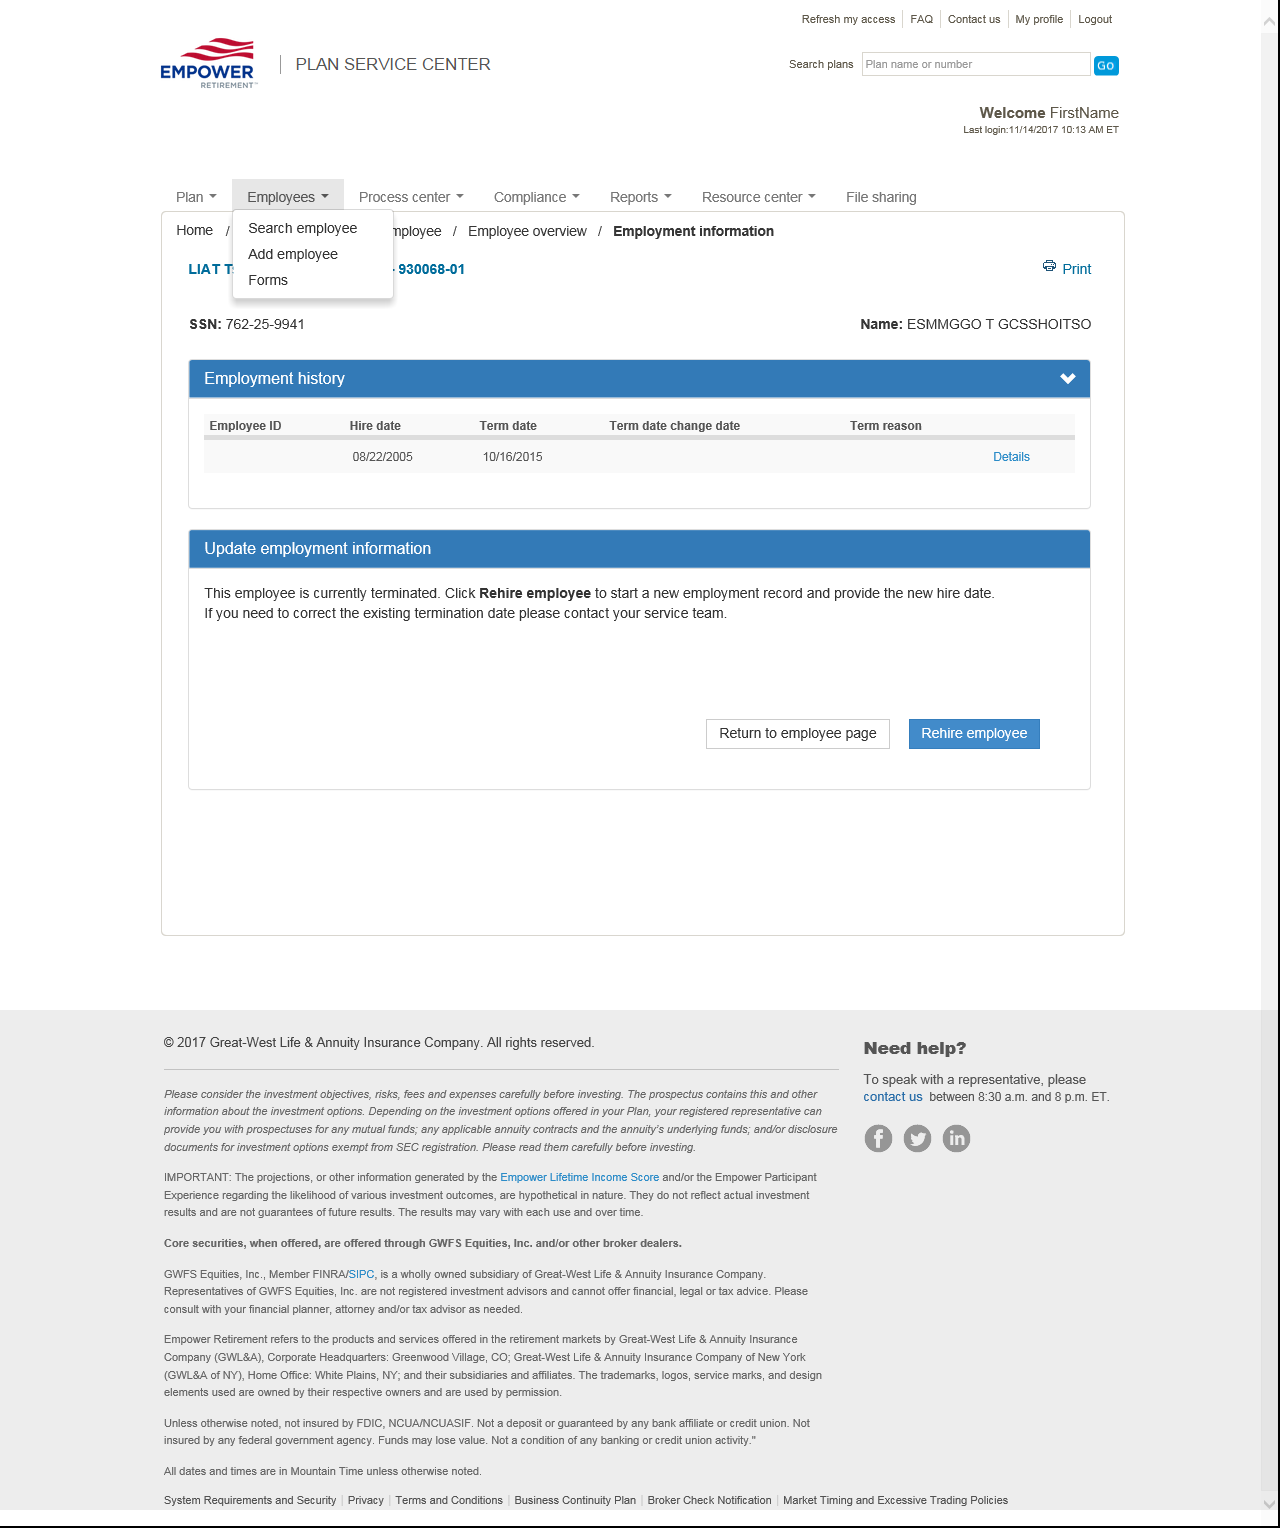 Refresh my access FAQ Contact us My profile Logout
EMPOWER
RETIREMENT
PLAN SERVICE CENTER
Search plans Plan name or number GO
Welcome FirstName
Last login:11/14/2017 10:13 AM ET
Plan Employees Process center Compliance Reports Resource center File sharing
Home / mployee / Employee overview / Employment information
Search employee
Add employee
Forms
LIAT T 930068-01
Print
SSN: 762-25-9941 Name: ESMMGGO T GCSSHOITSO
Employment history
Employee ID Hire date Term date Term date change date Term reason
08/22/2005 10/16/2015 Details
Update employment information
This employee is currently terminated. Click Rehire employee to start a new employment record and provide the new hire date.
If you need to correct the existing termination date please contact your service team.
Return to employee page Rehire employee
© 2017 Great-West Life & Annuity Insurance Company. All rights reserved.
Please consider the investment objectives, risks, fees and expenses carefully before investing. The prospectus contains this and other
information about the investment options. Depending on the investment options offered in your Plan, your registered representative can
provide you with prospectuses for any mutual funds; any applicable annuity contracts and the annuity's underlying funds; and/or disclosure
documents for investment options exempt from SEC registration. Please read them carefully before investing.
IMPORTANT: The projections, or other information generated by the Empower Lifetime Income Score and/or the Empower Participant
Experience regarding the likelihood of various investment outcomes, are hypothetical in nature. They do not reflect actual investment
results and are not guarantees of future results. The results may vary with each use and over time.
Core securities, when offered, are offered through GWFS Equities, Inc. and/or other broker dealers.
GWFS Equities, Inc., Member FINRA/SIPC, is a wholly owned subsidiary of Great-West Life & Annuity Insurance Company.
Representatives of GWFS Equities, Inc. are not registered investment advisors and cannot offer financial, legal or tax advice. Please
consult with your financial planner, attorney and/or tax advisor as needed.
Empower Retirement refers to the products and services offered in the retirement markets by Great-West Life & Annuity Insurance
Company (GWL&A), Corporate Headquarters: Greenwood Village, CO; Great-West Life & Annuity Insurance Company of New York
(GWL&A of NY), Home Office: White Plains, NY; and their subsidiaries and affiliates. The trademarks, logos, service marks, and design
elements used are owned by their respective owners and are used by permission.
Unless otherwise noted, not insured by FDIC, NCUA/NCUASIF. Not a deposit or guaranteed by any bank affiliate or credit union. Not
insured by any federal government agency. Funds may lose value. Not a condition of any banking or credit union activity."
All dates and times are in Mountain Time unless otherwise noted.
System Requirements and Security | Privacy | Terms and Conditions | Business Continuity Plan | Broker Check Notification | Market Timing and Excessive Trading Policies
Need help?
To speak with a representative, please
contact us between 8:30 a.m. and 8 p.m. ET.